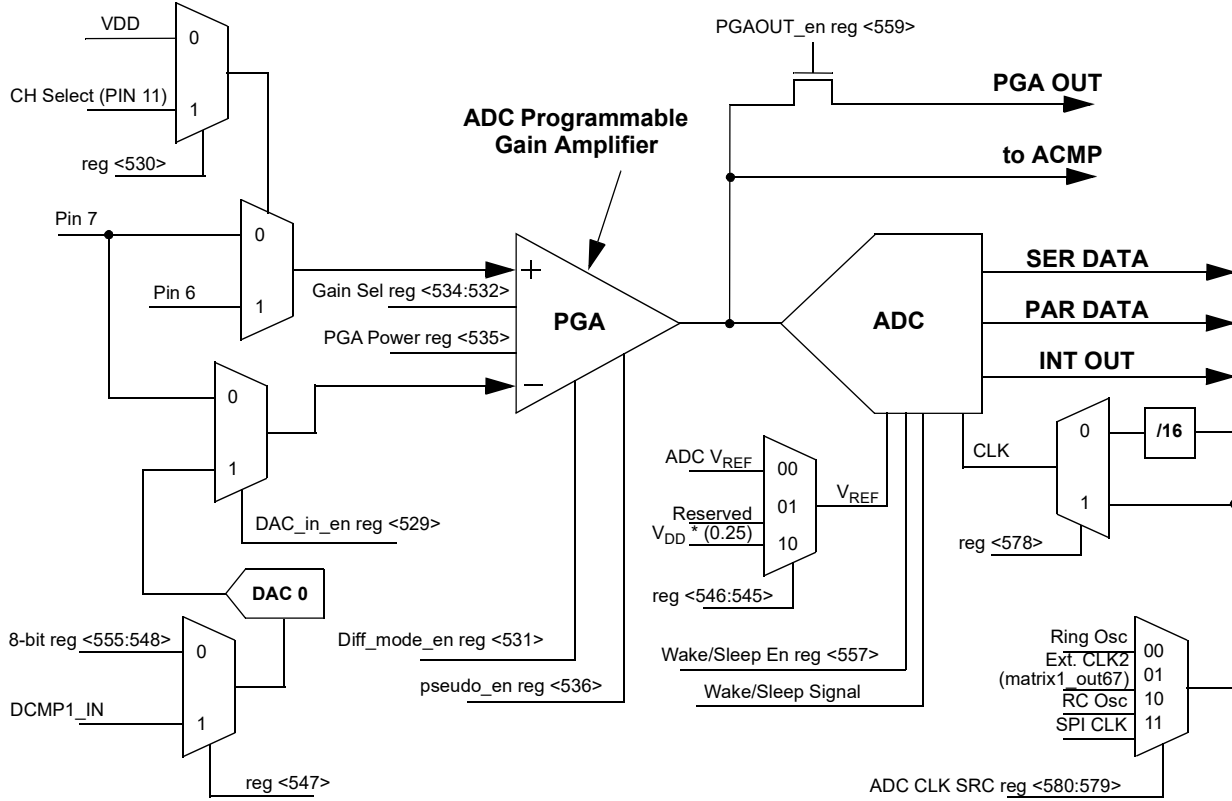 VDD
0
CH Select (PIN 11)
1
reg <530>
PGAOUT_en reg <559>
PGA OUT
ADC Programmable
Gain Amplifier
to ACMP
Pin 7
0
Pin 6
1
+
Gain Sel reg <534:532>
PGA
PGA Power reg <535>
–
ADC
SER DATA
PAR DATA
INT OUT
0
1
DAC_in_en reg <529>
ADC VREF
00
Reserved
01
VDD * (0.25)
10
VREF
reg <546:545>
CLK
0
/16
1
reg <578>
DAC 0
8-bit reg <555:548>
0
DCMP1_IN
1
reg <547>
Diff_mode_en reg <531>
pseudo_en reg <536>
Wake/Sleep En reg <557>
Wake/Sleep Signal
Ring Osc
00
Ext. CLK2
01
(matrix1_out67)
RC Osc
10
SPI CLK
11
ADC CLK SRC reg <580:579>